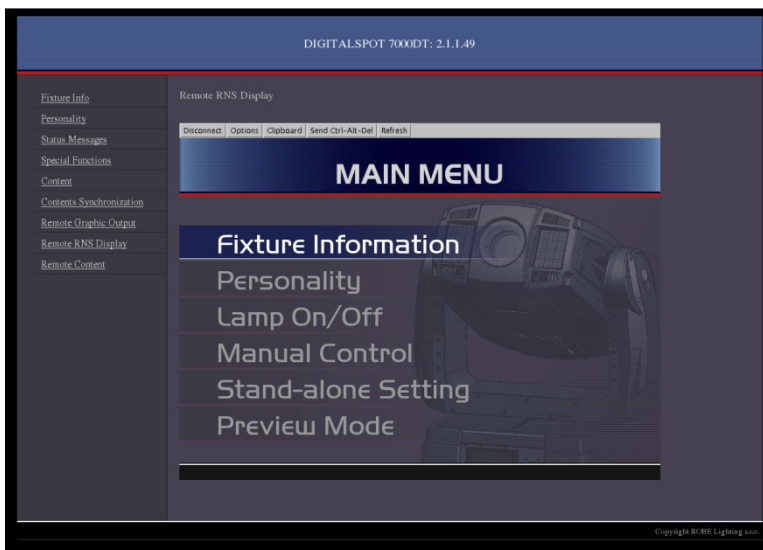 DIGITALSPOT 7000DT: 2.1.1.49
Fixture Info
Personality
Status Messages
Special Functions
Content
Contents Synchronization
Remote Graphic Output
Remote RNS Display
Remote Content
Remote RNS Display
Disconnect Options Clipboard Send Ctrl-Alt-Del Refresh
MAIN MENU
Fixture Information
Personality
Lamp On/Off
Manual Control
Stand-alone Setting
Preview Mode
Copyright ROBE Lighting s.r.o.